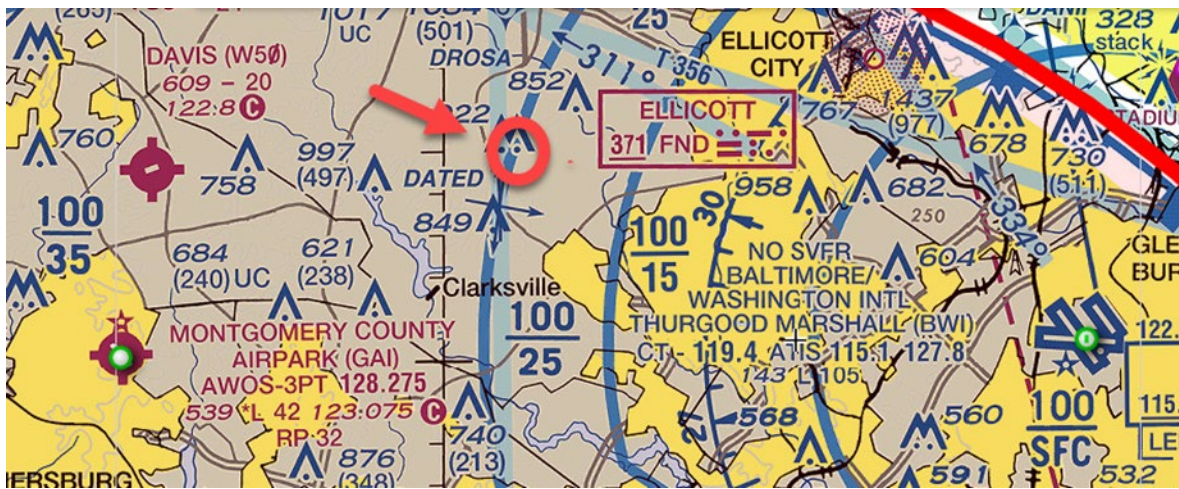 (265)
1017
UC
(501)
25
DROSA
311°
T 356
ELLICOTT
CITY
328
stack
DAVIS (W50)
609 - 20
122.8 C
852
767
1437
(977)
ELLICOTT
371 FND
678
730
(511)
760
758
997
(497)
DATED
849
958
682
250
334°
100
35
684
(240) UC
621
(238)
30
100
15
NO SVFR
BALTIMORE/
WASHINGTON INTL
THURGOOD MARSHALL (BWI)
CT - 119.4 ATIS 115.1 127.8
143 L 105
604
Clarksville
100
25
MONTGOMERY COUNTY
AIRPARK (GAI)
AWOS-3PT 128.275
539 *L 42 123.075 C
RP 32
740
(213)
876
(348)
27
568
560
591
532
100
SFC
122.
115.
LE
GLE
BUR
ERSBURG